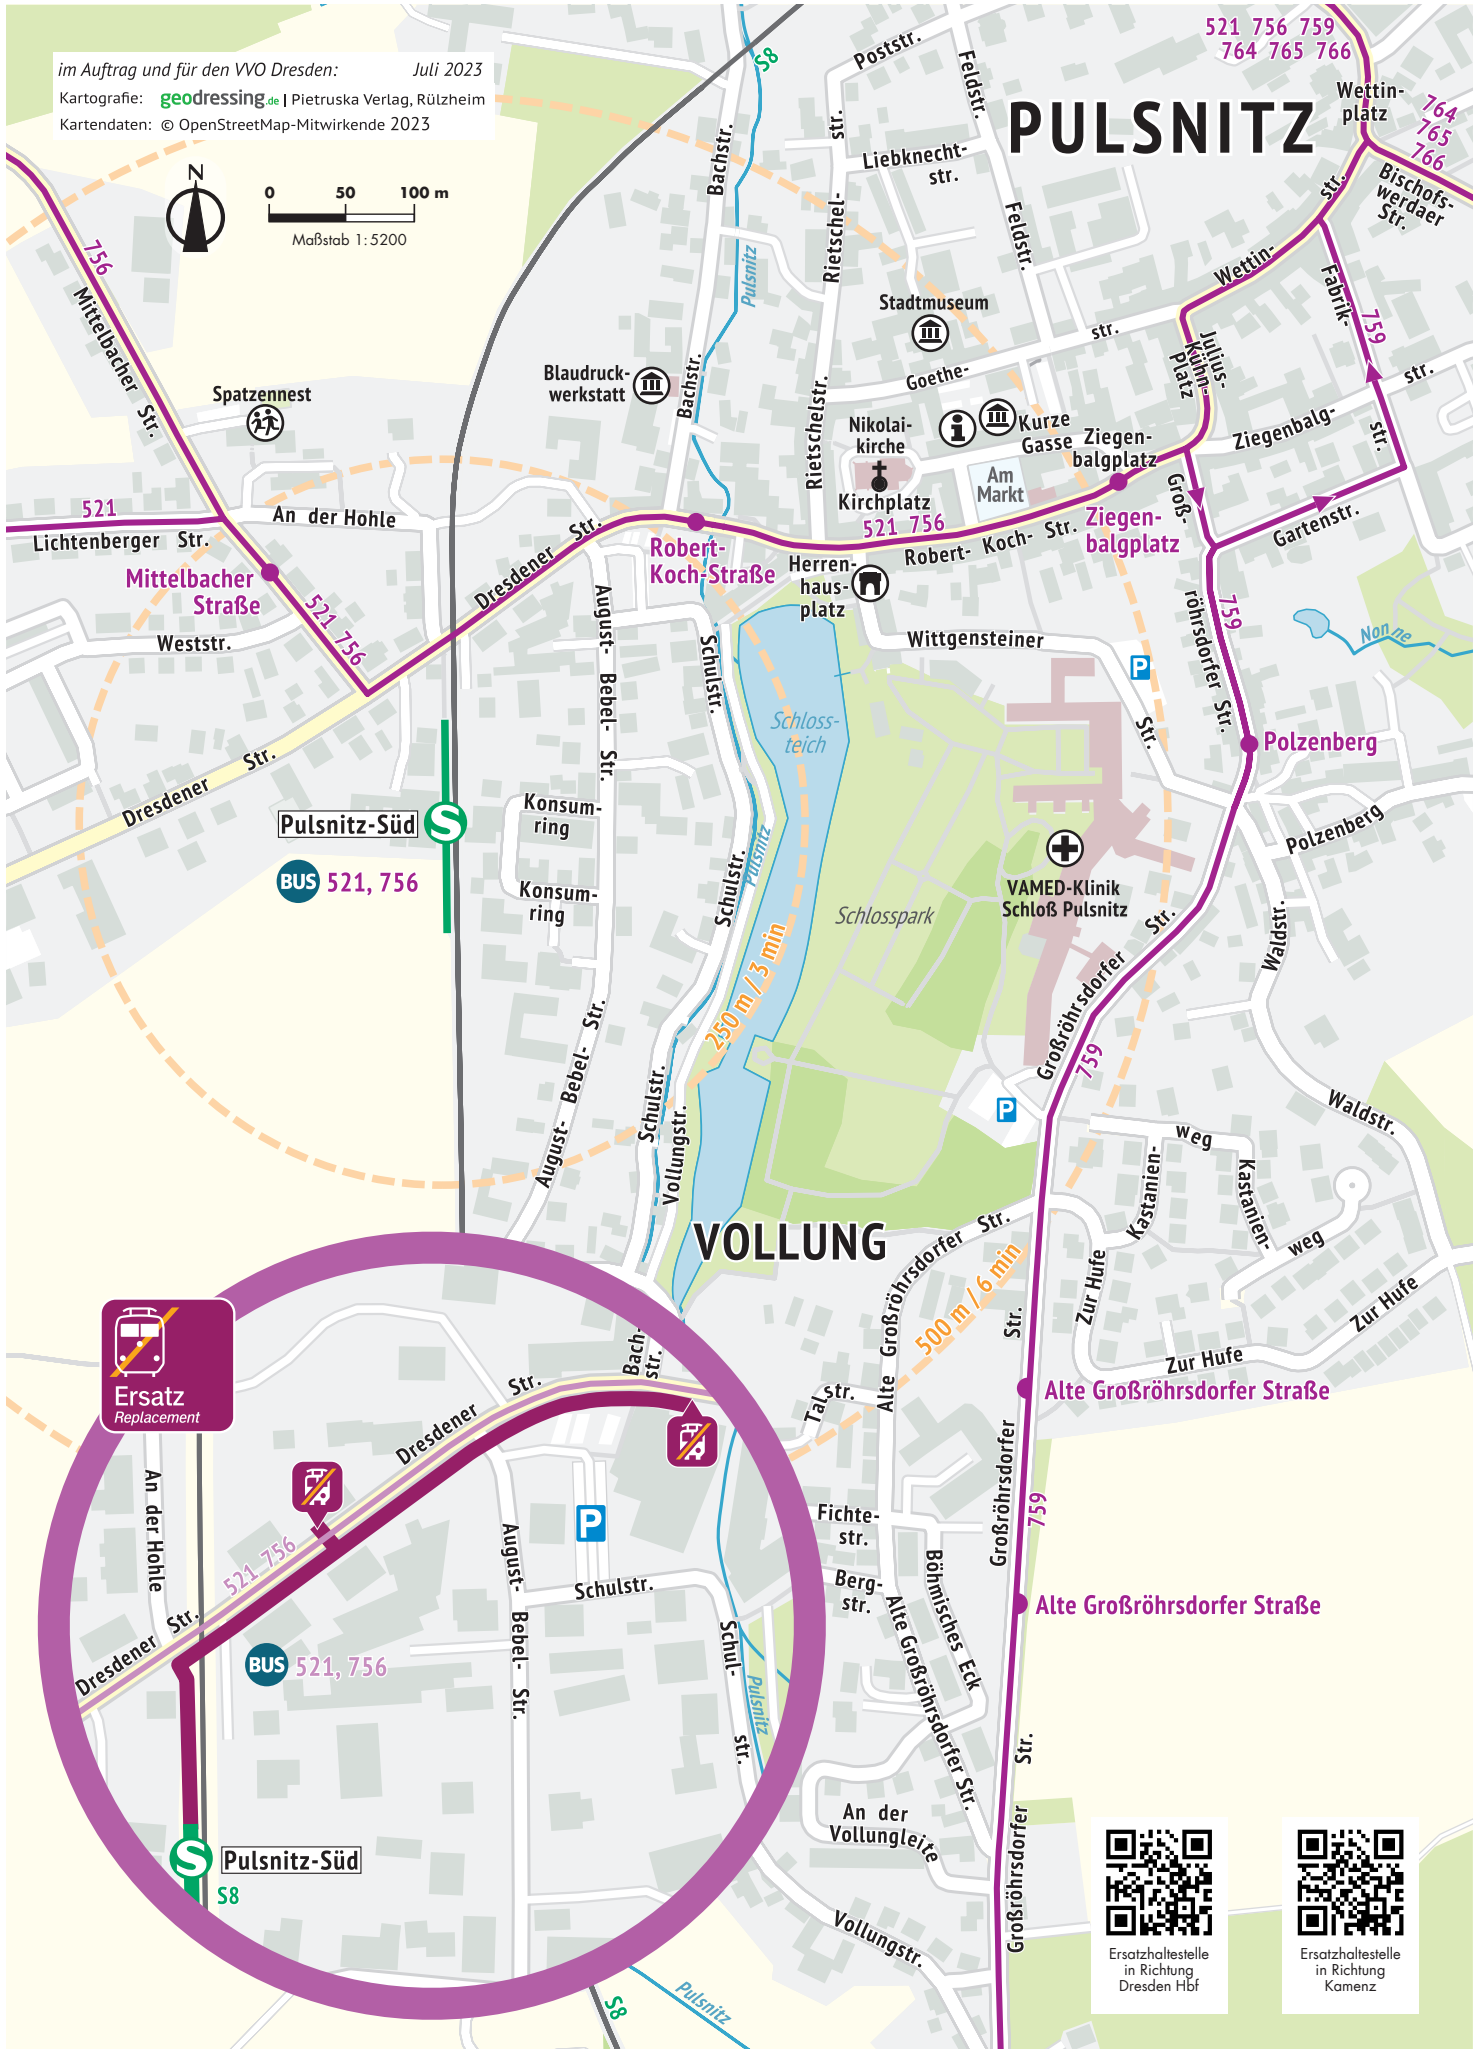 im Auftrag und für den VVO Dresden: Juli 2023
Kartografie: geodressing.de | Pietruska Verlag, Rülzheim
Kartendaten: © OpenStreetMap-Mitwirkende 2023
N
0 50 100 m
Maßstab 1:5200
521 756 759
764 765 766
PULSNITZ
Wettin-
platz
764
765
766
Bischofs-
werdaer
Str.
S8
Poststr.
Feldstr.
Bachstr.
Rietschel-
str.
Liebknecht-
str.
Feldstr.
Wettin-
str.
Fabrik-
str.
759
Pulsnitz
756
Mittelbacher Str.
Stadtmuseum
Goethe-
str.
Julius-
Kühn-
Platz
Blaudruck-
werkstatt
Bachstr.
Spatzennest
Rietschelstr.
Nikolai-
kirche
Kirchplatz
i
Kurze
Gasse
Ziegen-
balgplatz
Ziegenbalg-
str.
Am
Markt
521
An der Hohle
Lichtenberger Str.
Dresdener Str.
521 756
Robert- Koch- Str.
Ziegen-
balgplatz
Groß-
röhrsdorfer Str.
Gartenstr.
Robert-
Koch-Straße
Herren-
haus-
platz
Mittelbacher
Straße
521 756
Weststr.
August- Bebel- Str.
Schulstr.
Wittgensteiner
Str.
P
759
Nonne
Schloss-
teich
Polzenberg
Dresdener Str.
Pulsnitz-Süd
S
BUS 521, 756
Konsum-
ring
Konsum-
ring
Schulstr.
Pulsnitz
Polzenberg
VAMED-Klinik
Schloß Pulsnitz
Schlosspark
250 m / 3 min
Großröhrsdorfer Str.
759
Waldstr.
August- Bebel- Str.
Schulstr.
Vollungstr.
P
weg
Kastanien-
Kastanien-
weg
Waldstr.
VOLLUNG
Alte Großröhrsdorfer Str.
500 m / 6 min
Str.
Zur Hufe
Zur Hufe
Zur Hufe
Ersatz
Replacement
Bach-
str.
Dresdener Str.
Talstr.
Alte Großröhrsdorfer Straße
An der Hohle
521 756
P
August- Bebel- Str.
Schulstr.
Schul-
str.
Pulsnitz
Fichte-
str.
Berg-
str.
Böhmisches Eck
Alte Großröhrsdorfer Str.
Großröhrsdorfer
759
Alte Großröhrsdorfer Straße
Dresdener Str.
BUS 521, 756
Str.
S
Pulsnitz-Süd
S8
An der
Vollungleite
Großröhrsdorfer
Vollungstr.
Pulsnitz
S8
Ersatzhaltestelle
in Richtung
Dresden Hbf
Ersatzhaltestelle
in Richtung
Kamenz